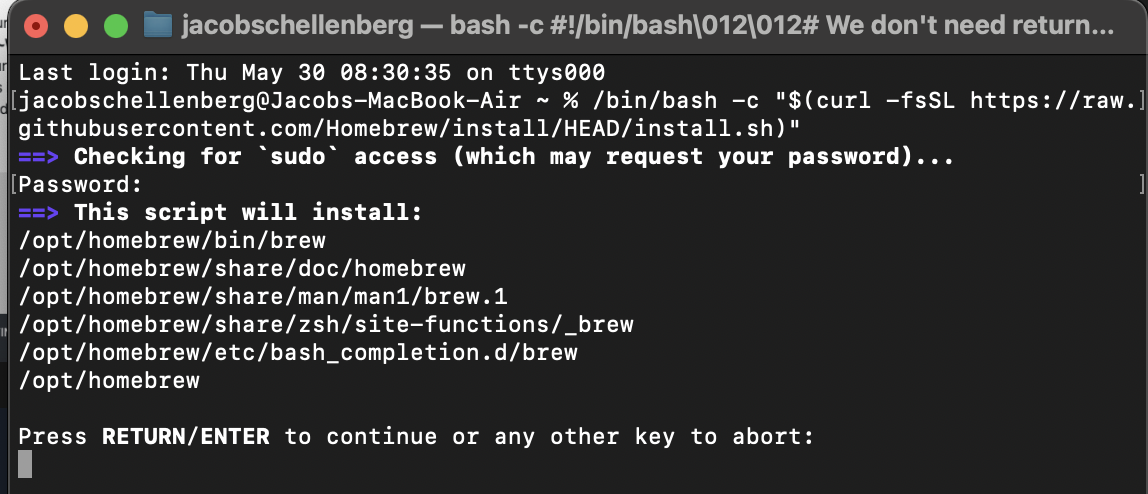 jacobschellenberg — bash -c #!/bin/bash\012\012# We don't need return...
Last login: Thu May 30 08:30:35 on ttys000
[jacobschellenberg@Jacobs-MacBook-Air ~ % /bin/bash -c "$(curl -fsSL https://raw.]
githubusercontent.com/Homebrew/install/HEAD/install.sh)"
==> Checking for `sudo` access (which may request your password)...
[Password: ]
==> This script will install:
/opt/homebrew/bin/brew
/opt/homebrew/share/doc/homebrew
/opt/homebrew/share/man/man1/brew.1
/opt/homebrew/share/zsh/site-functions/_brew
/opt/homebrew/etc/bash_completion.d/brew
/opt/homebrew

Press RETURN/ENTER to continue or any other key to abort: